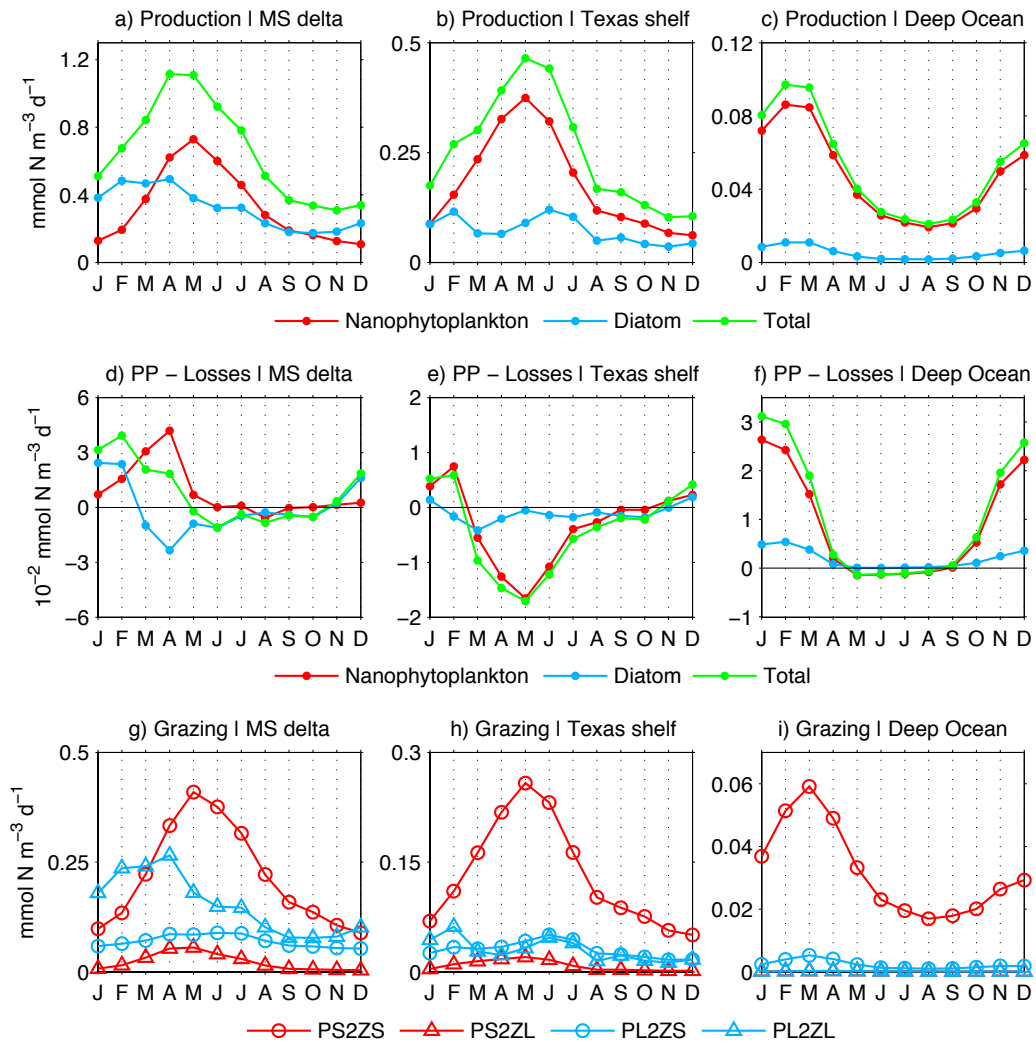 a) Production | MS delta
b) Production | Texas shelf
c) Production | Deep Ocean
mmol N m⁻³ d⁻¹
1.2
0.8
0.4
0
0.5
0.25
0
0.12
0.08
0.04
0
J F M A M J J A S O N D
J F M A M J J A S O N D
J F M A M J J A S O N D
Nanophytoplankton Diatom Total
d) PP − Losses | MS delta
e) PP − Losses | Texas shelf
f) PP − Losses | Deep Ocean
10⁻² mmol N m⁻³ d⁻¹
6
3
0
−3
−6
2
1
0
−1
−2
3
2
1
0
−1
J F M A M J J A S O N D
J F M A M J J A S O N D
J F M A M J J A S O N D
Nanophytoplankton Diatom Total
g) Grazing | MS delta
h) Grazing | Texas shelf
i) Grazing | Deep Ocean
mmol N m⁻³ d⁻¹
0.5
0.25
0
0.3
0.15
0
0.06
0.04
0.02
0
J F M A M J J A S O N D
J F M A M J J A S O N D
J F M A M J J A S O N D
PS2ZS PS2ZL PL2ZS PL2ZL